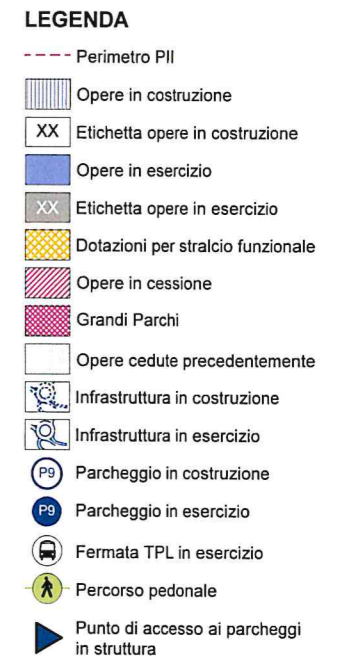 LEGENDA
Perimetro PII
Opere in costruzione
XX Etichetta opere in costruzione
Opere in esercizio
XX Etichetta opere in esercizio
Dotazioni per stralcio funzionale
Opere in cessione
Grandi Parchi
Opere cedute precedentemente
Infrastruttura in costruzione
Infrastruttura in esercizio
P9 Parcheggio in costruzione
P9 Parcheggio in esercizio
Fermata TPL in esercizio
Percorso pedonale
Punto di accesso ai parcheggi
in struttura